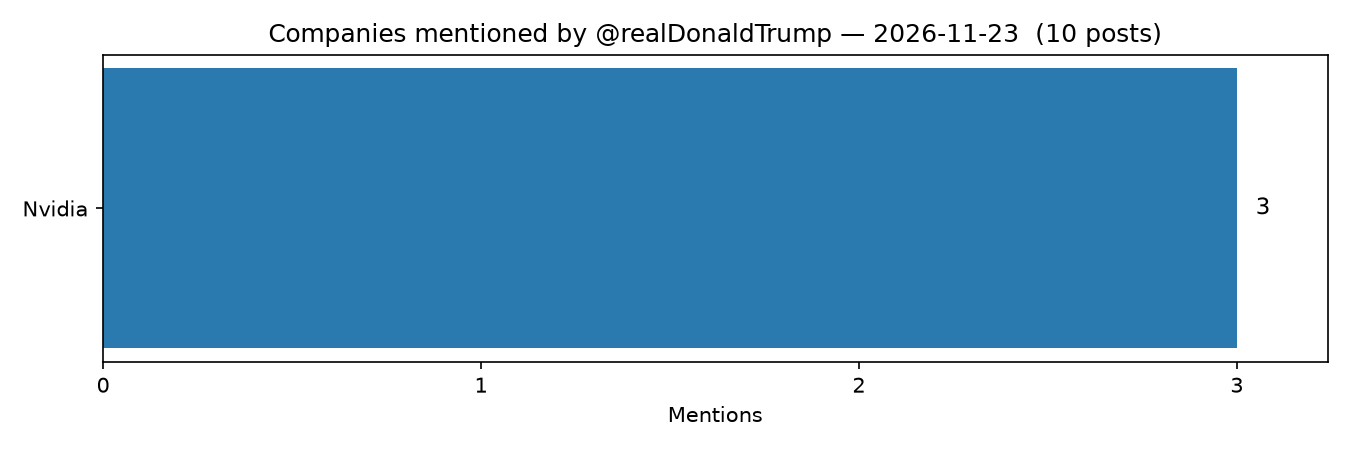 Companies mentioned by @realDonaldTrump — 2026-11-23  (10 posts)
Nvidia
3
0 1 2 3
Mentions